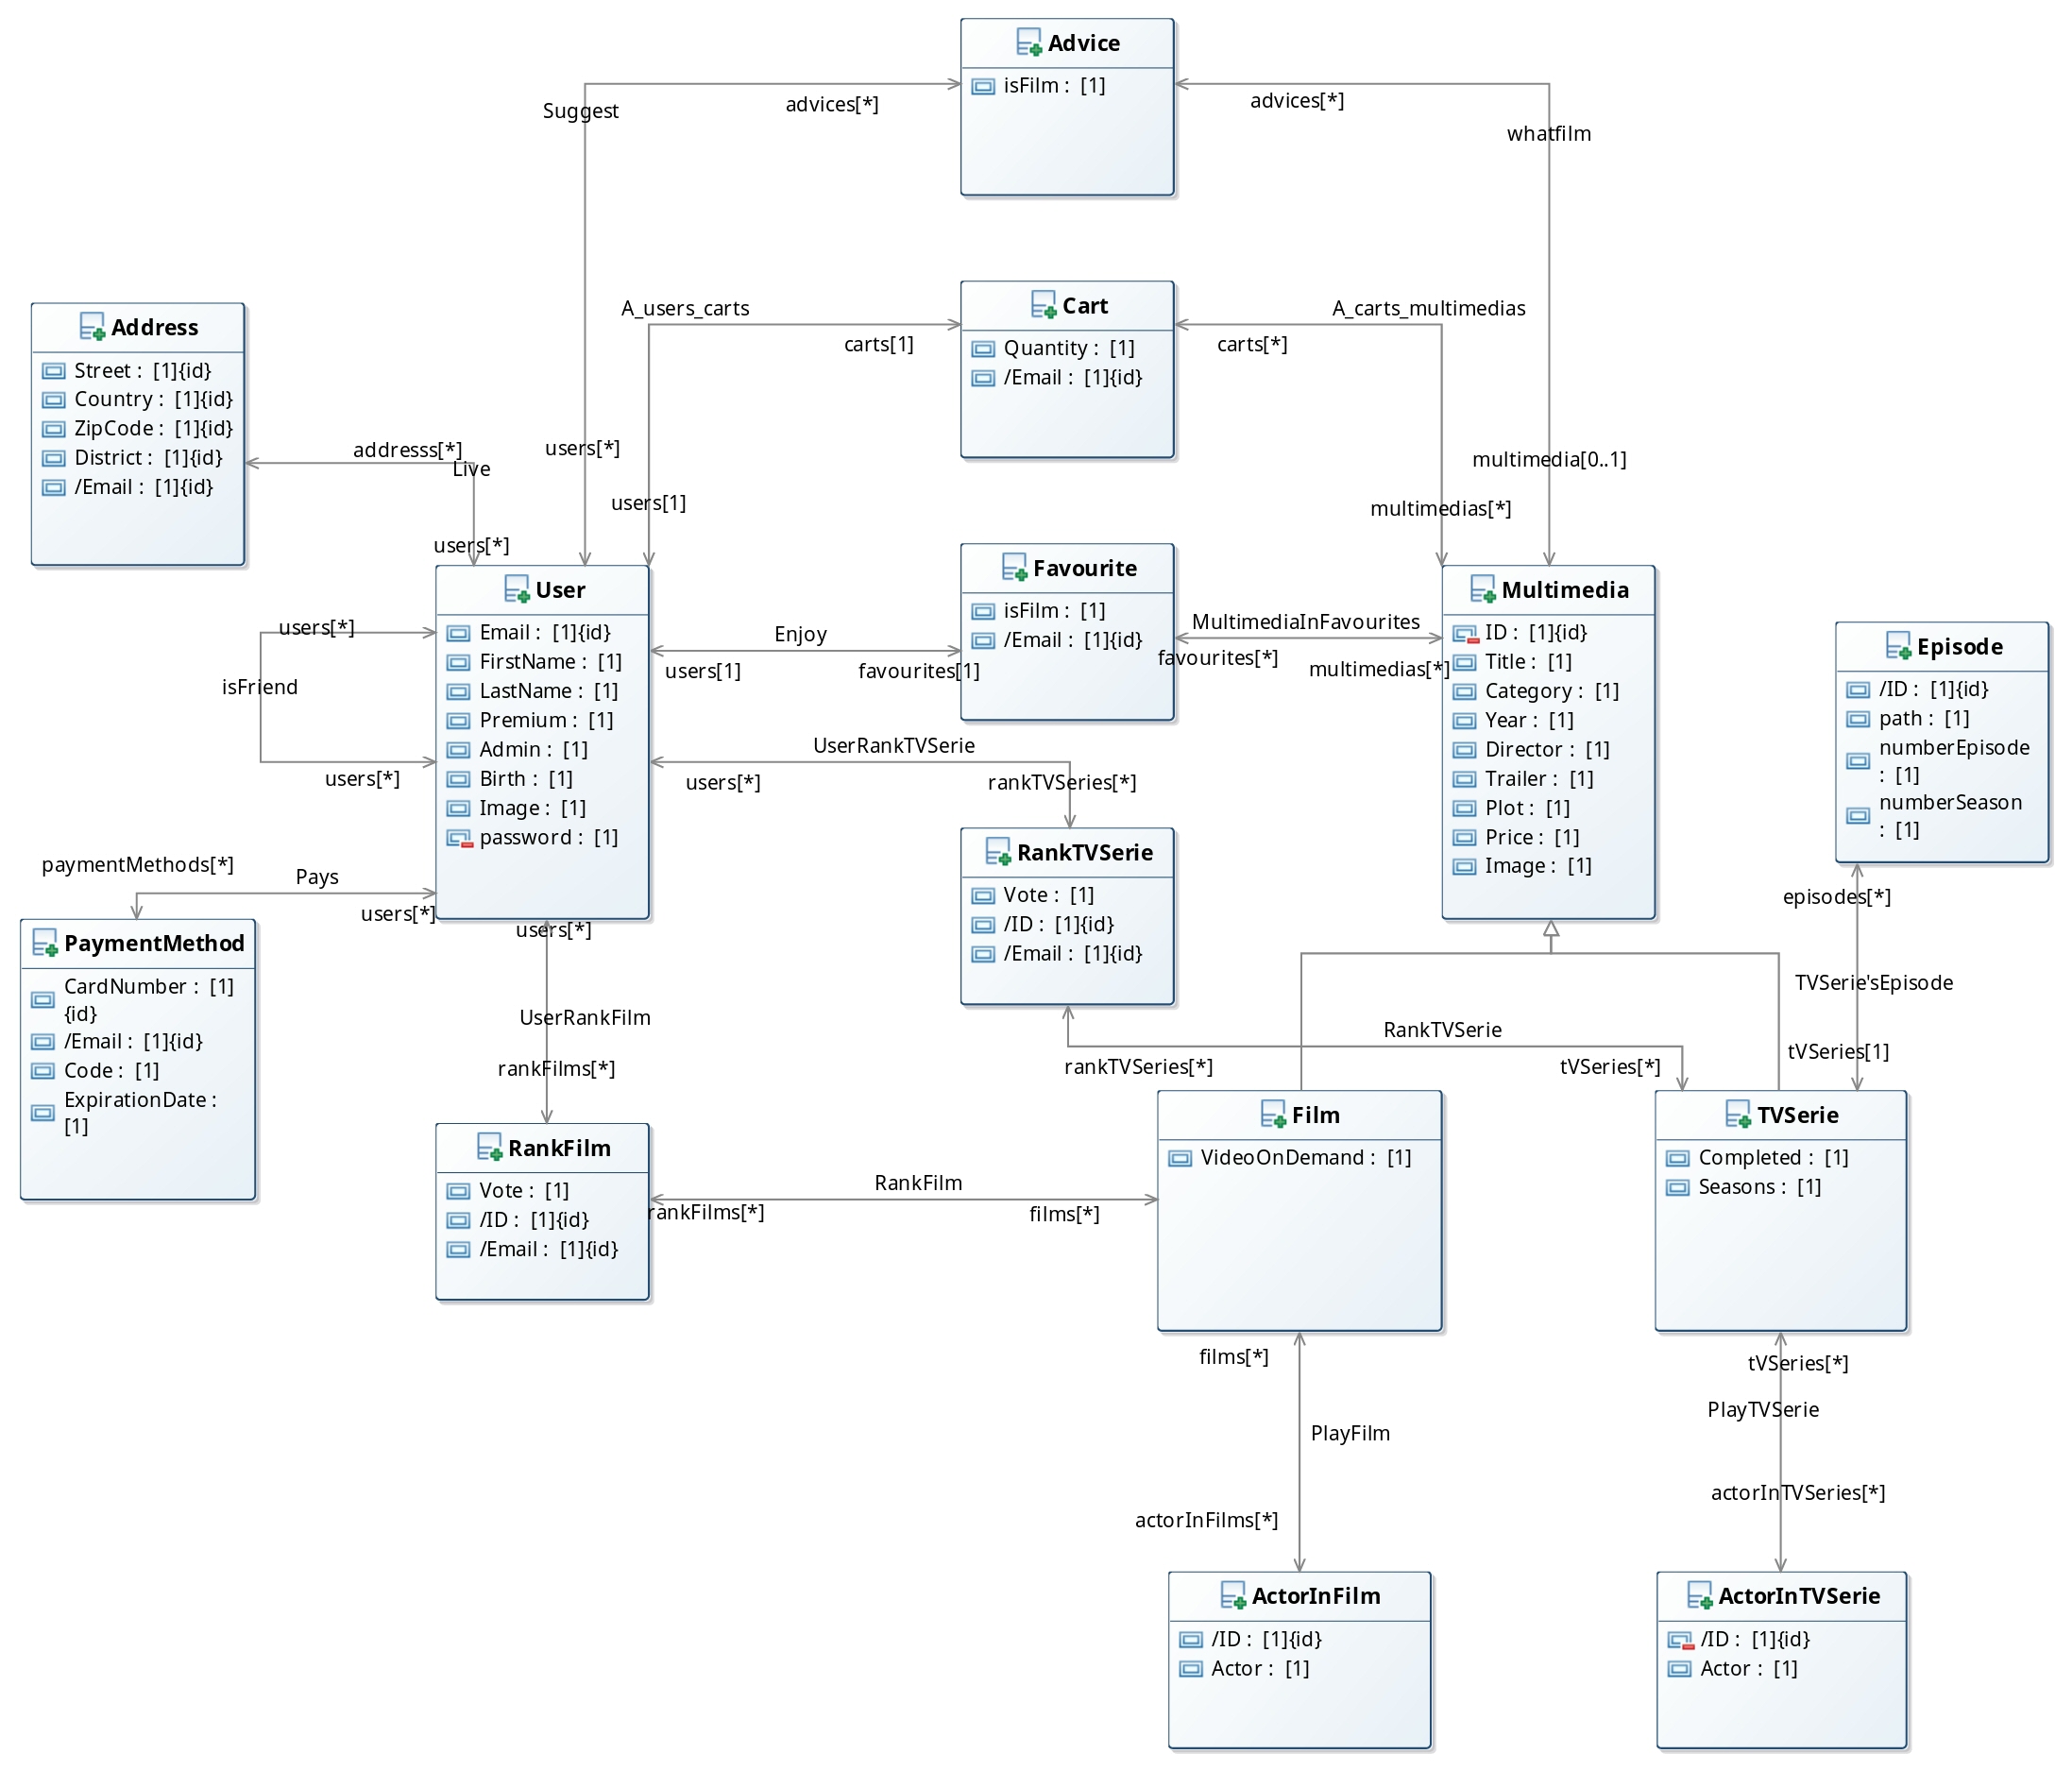 Advice
isFilm :  [1]
Suggest
advices[*]
advices[*]
whatfilm
A_users_carts
Cart
A_carts_multimedias
Quantity :  [1]
/Email :  [1]{id}
carts[1]
carts[*]
Address
Street :  [1]{id}
Country :  [1]{id}
ZipCode :  [1]{id}
District :  [1]{id}
/Email :  [1]{id}
addresss[*]
Live
users[*]
users[*]
users[1]
multimedia[0..1]
multimedias[*]
User
Email :  [1]{id}
FirstName :  [1]
LastName :  [1]
Premium :  [1]
Admin :  [1]
Birth :  [1]
Image :  [1]
password :  [1]
users[*]
isFriend
users[*]
Enjoy
users[1]
favourites[1]
Favourite
isFilm :  [1]
/Email :  [1]{id}
MultimediaInFavourites
favourites[*]
multimedias[*]
Multimedia
ID :  [1]{id}
Title :  [1]
Category :  [1]
Year :  [1]
Director :  [1]
Trailer :  [1]
Plot :  [1]
Price :  [1]
Image :  [1]
Episode
/ID :  [1]{id}
path :  [1]
numberEpisode
:  [1]
numberSeason
:  [1]
UserRankTVSerie
users[*]
rankTVSeries[*]
RankTVSerie
Vote :  [1]
/ID :  [1]{id}
/Email :  [1]{id}
paymentMethods[*]
Pays
users[*]
users[*]
episodes[*]
TVSerie'sEpisode
tVSeries[1]
PaymentMethod
CardNumber :  [1]
{id}
/Email :  [1]{id}
Code :  [1]
ExpirationDate :
[1]
UserRankFilm
rankFilms[*]
RankTVSerie
rankTVSeries[*]
tVSeries[*]
RankFilm
Vote :  [1]
/ID :  [1]{id}
/Email :  [1]{id}
RankFilm
rankFilms[*]
films[*]
Film
VideoOnDemand :  [1]
TVSerie
Completed :  [1]
Seasons :  [1]
films[*]
PlayFilm
actorInFilms[*]
tVSeries[*]
PlayTVSerie
actorInTVSeries[*]
ActorInFilm
/ID :  [1]{id}
Actor :  [1]
ActorInTVSerie
/ID :  [1]{id}
Actor :  [1]